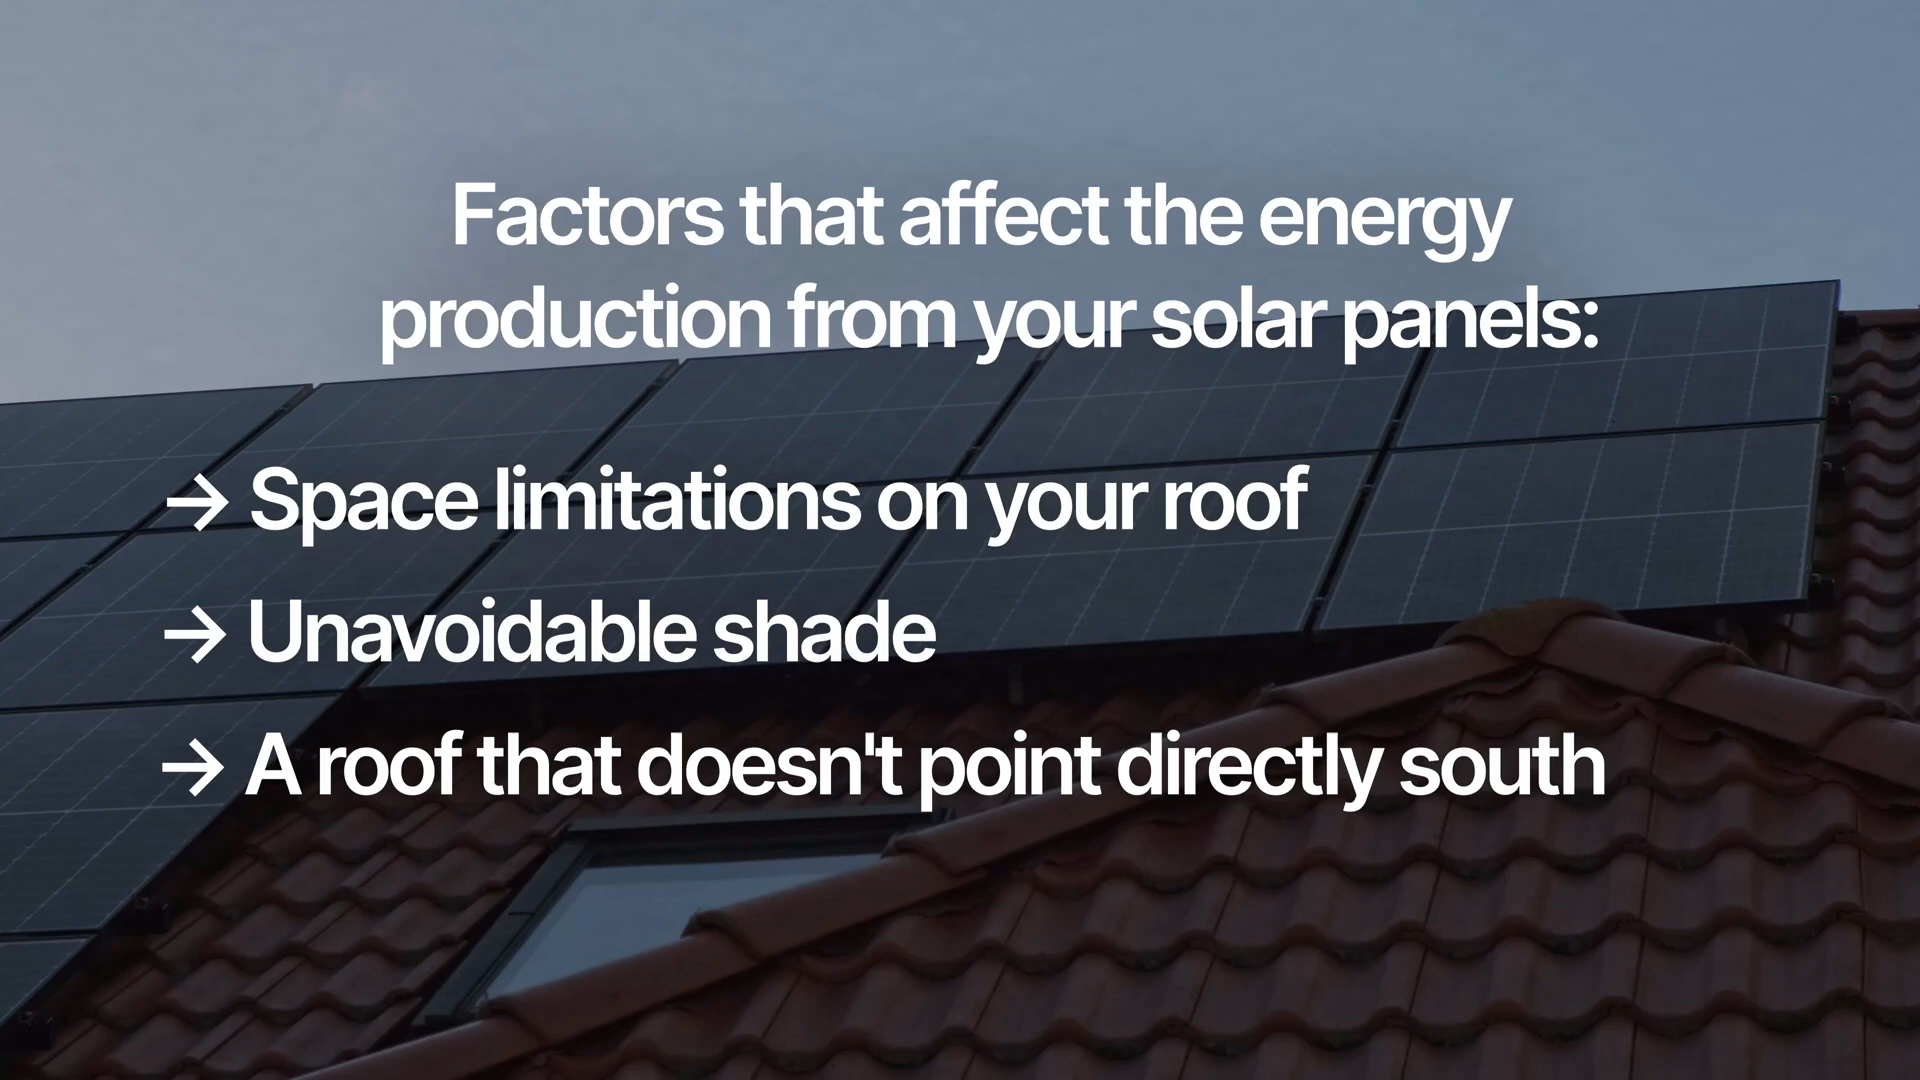 Factors that affect the energy
production from your solar panels:
→ Space limitations on your roof
→ Unavoidable shade
→ A roof that doesn't point directly south